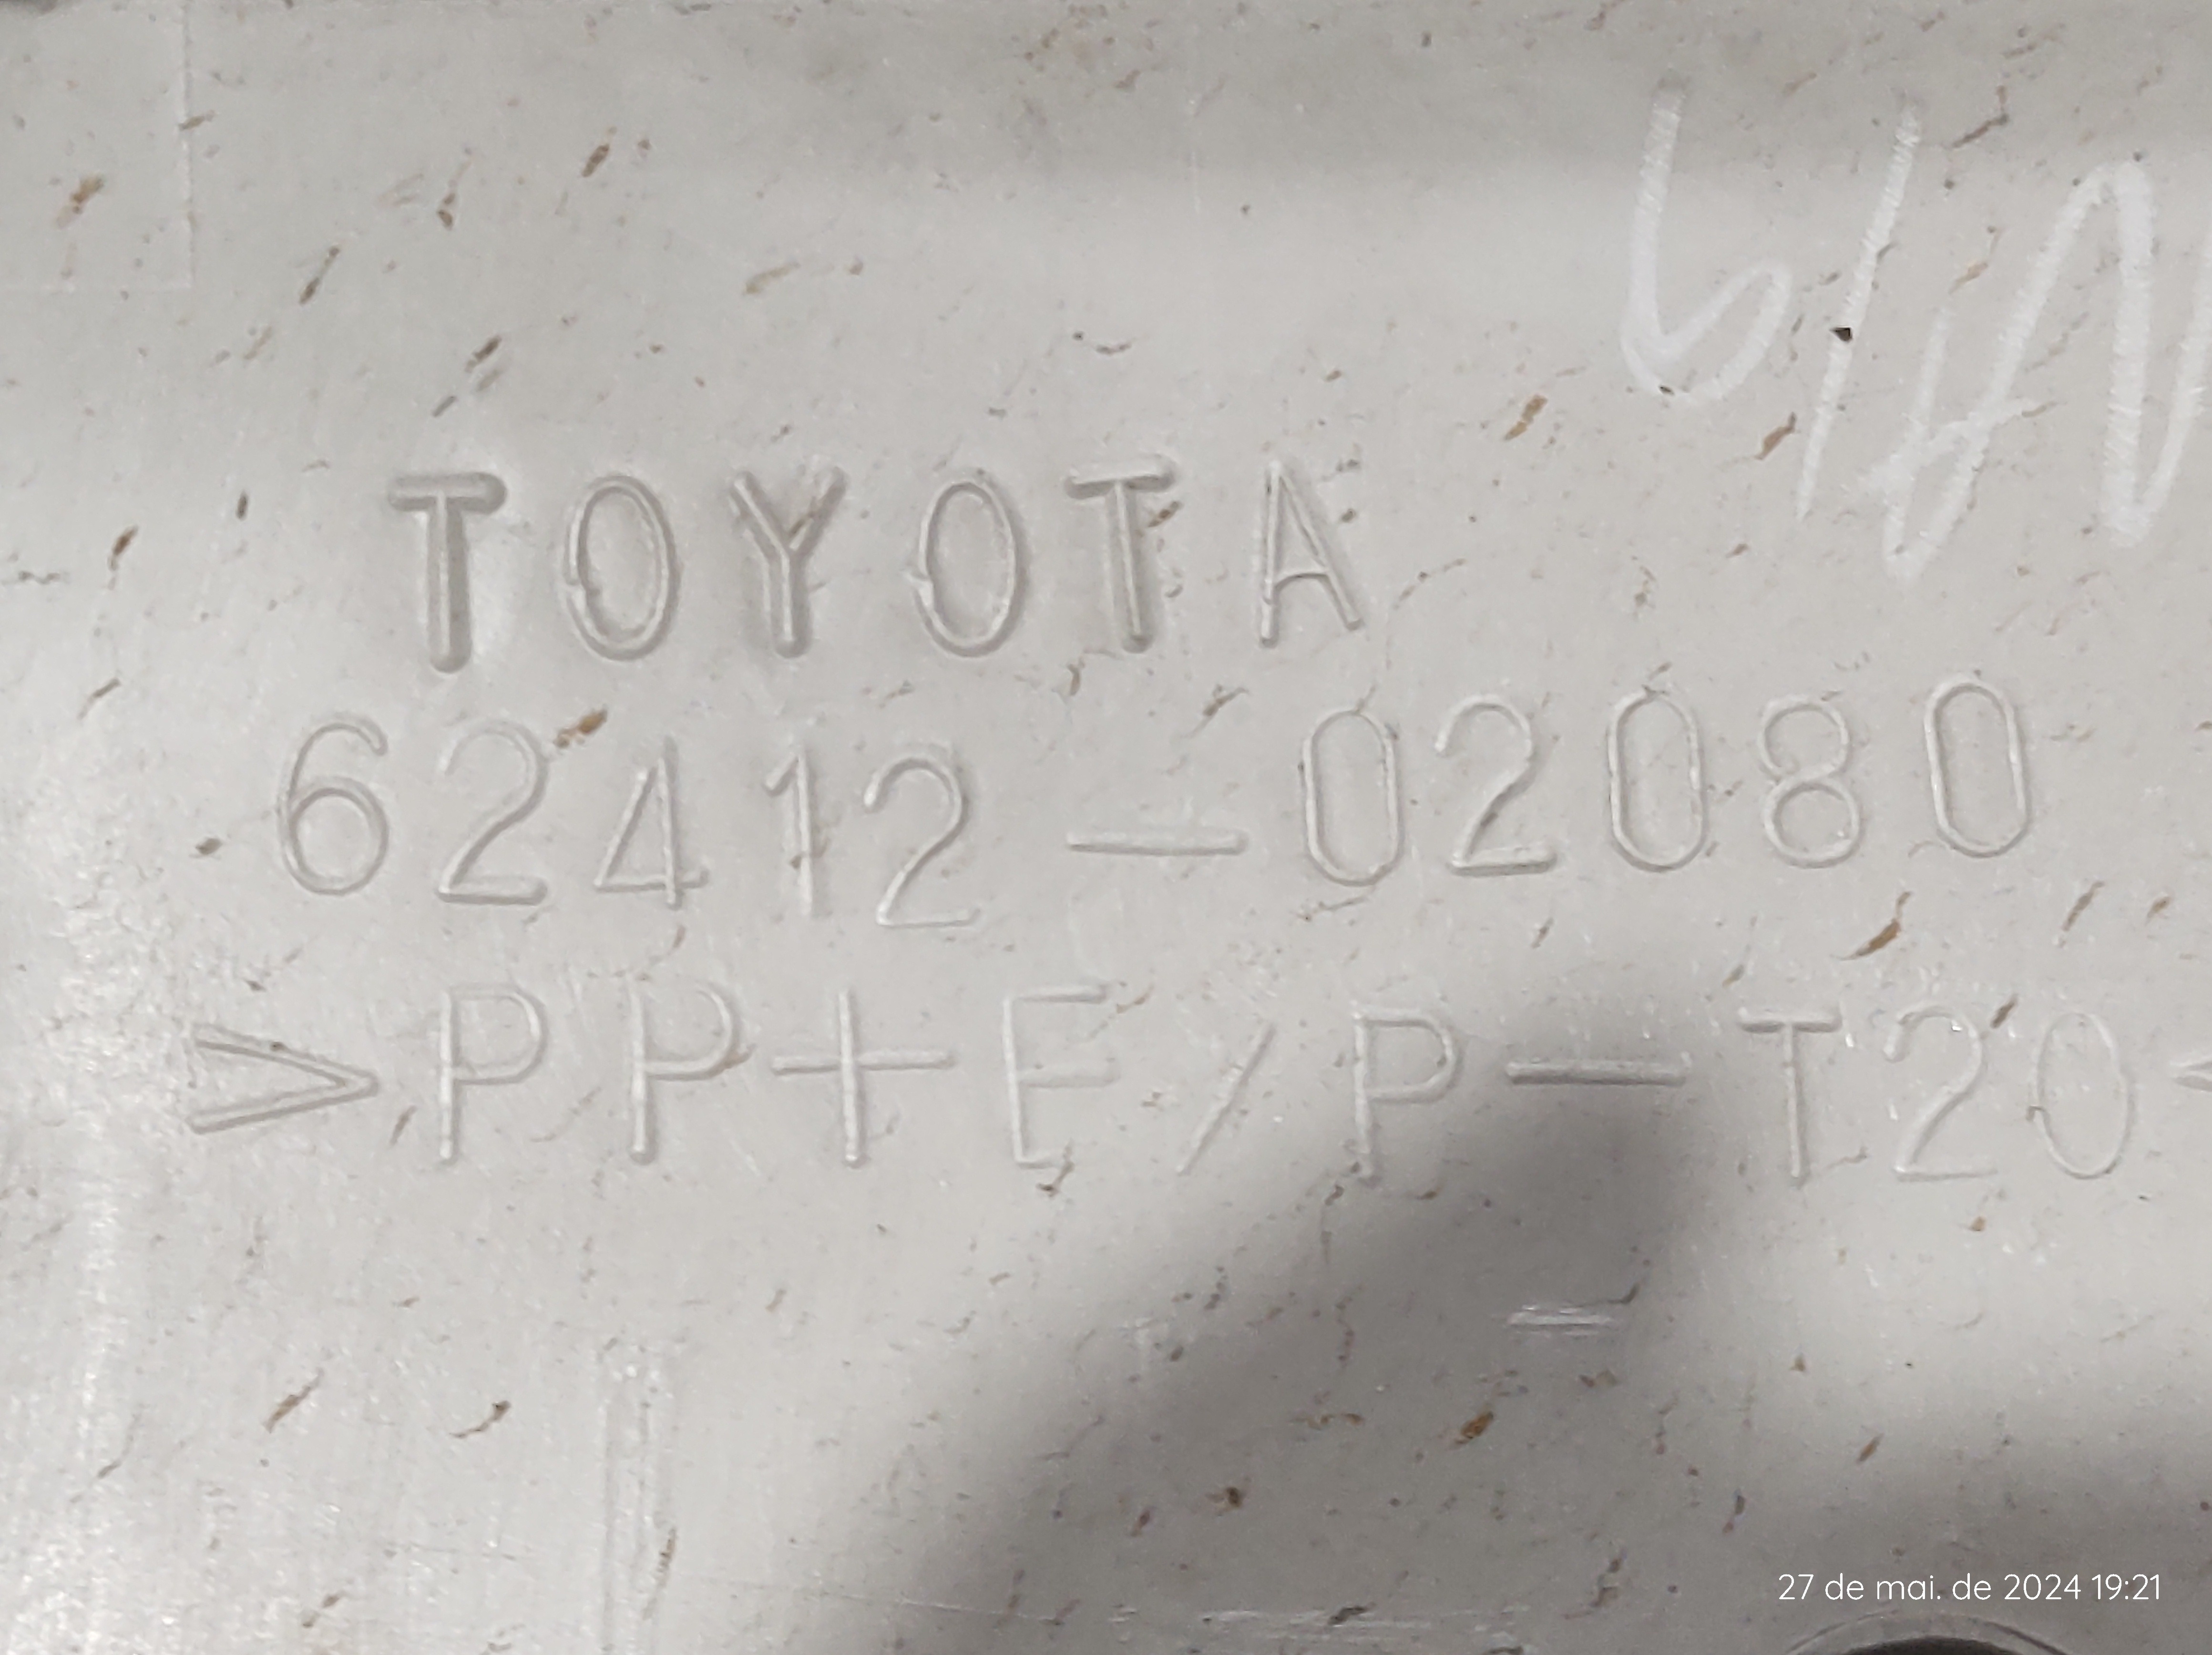 TOYOTA
62412-02080
>PP+E/P-T20<
27 de mai. de 2024 19:21